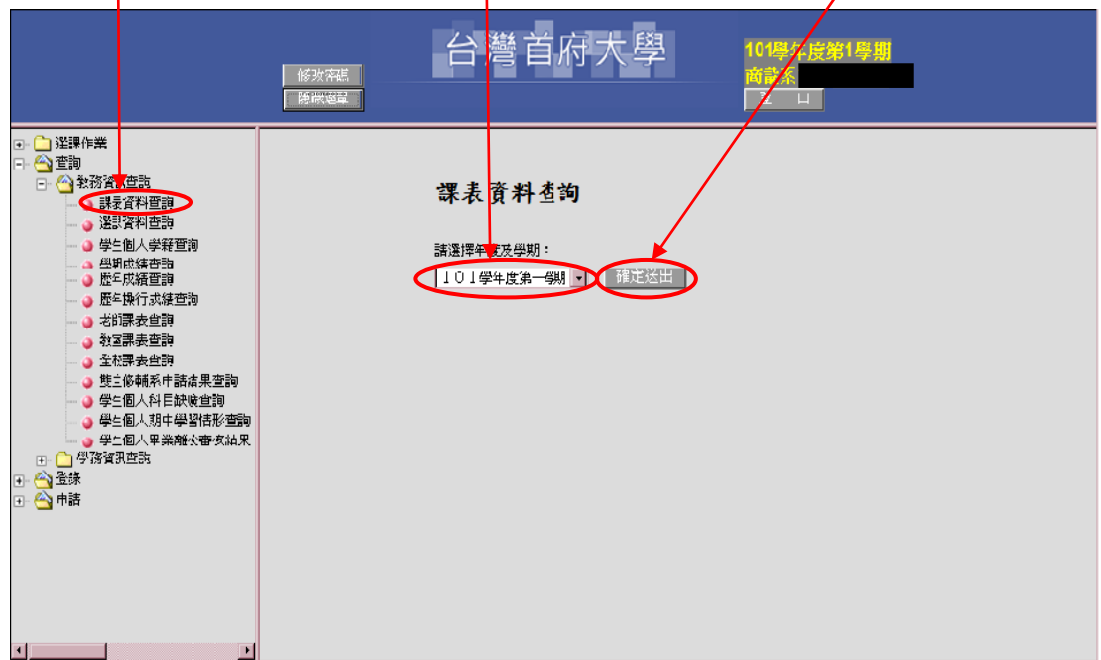 台灣首府大學
101學年度第1學期
商設系
修改密碼
隱藏選單
登 口
選課作業
查詢
教務資訊查詢
課表資料查詢
選課資料查詢
學生個人學籍查詢
學期成績查詢
歷年成績查詢
歷年操行成績查詢
老師課表查詢
教室課表查詢
全校課表查詢
雙主修輔系申請結果查詢
學生個人科目缺曠查詢
學生個人期中學習情形查詢
學生個人畢業離校審核結果
學務資訊查詢
登錄
申請
課表資料查詢
請選擇年度及學期：
１０１學年度第一學期
確定送出